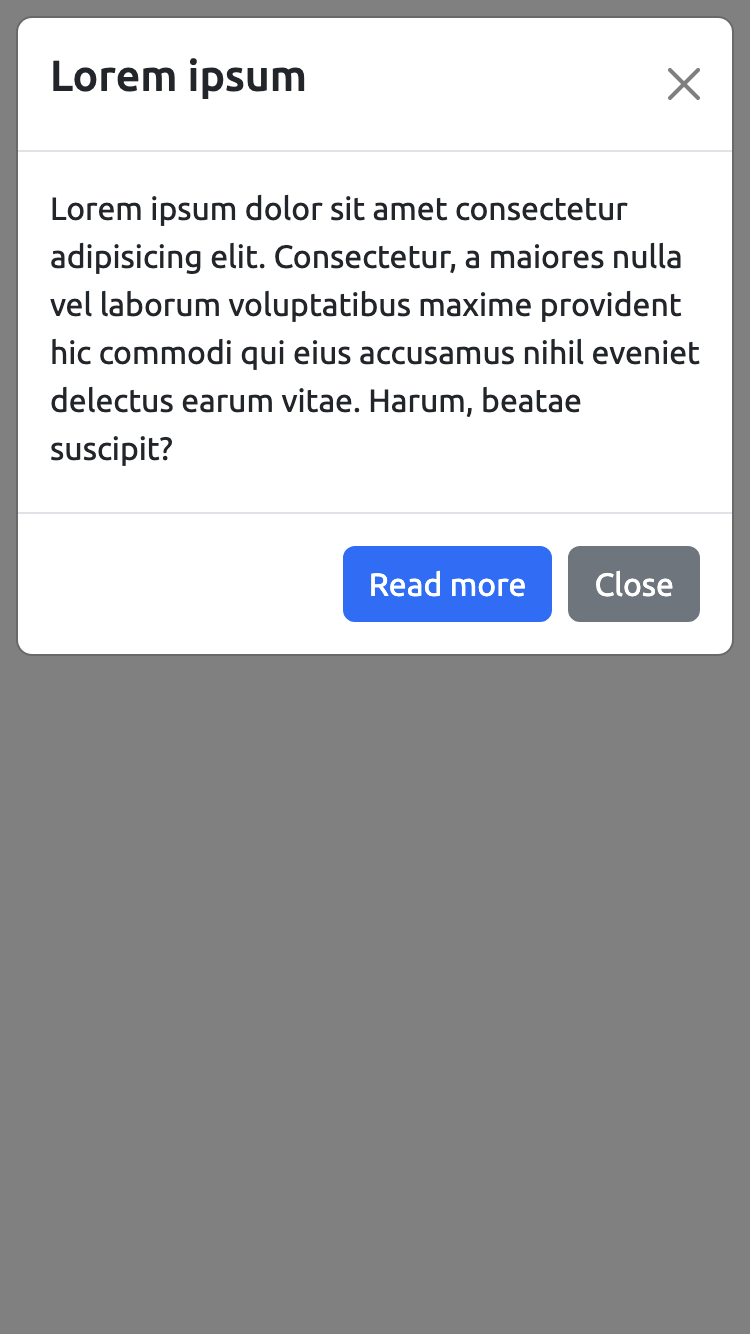 Lorem ipsum
Lorem ipsum dolor sit amet consectetur
adipisicing elit. Consectetur, a maiores nulla
vel laborum voluptatibus maxime provident
hic commodi qui eius accusamus nihil eveniet
delectus earum vitae. Harum, beatae
suscipit?
Read more
Close